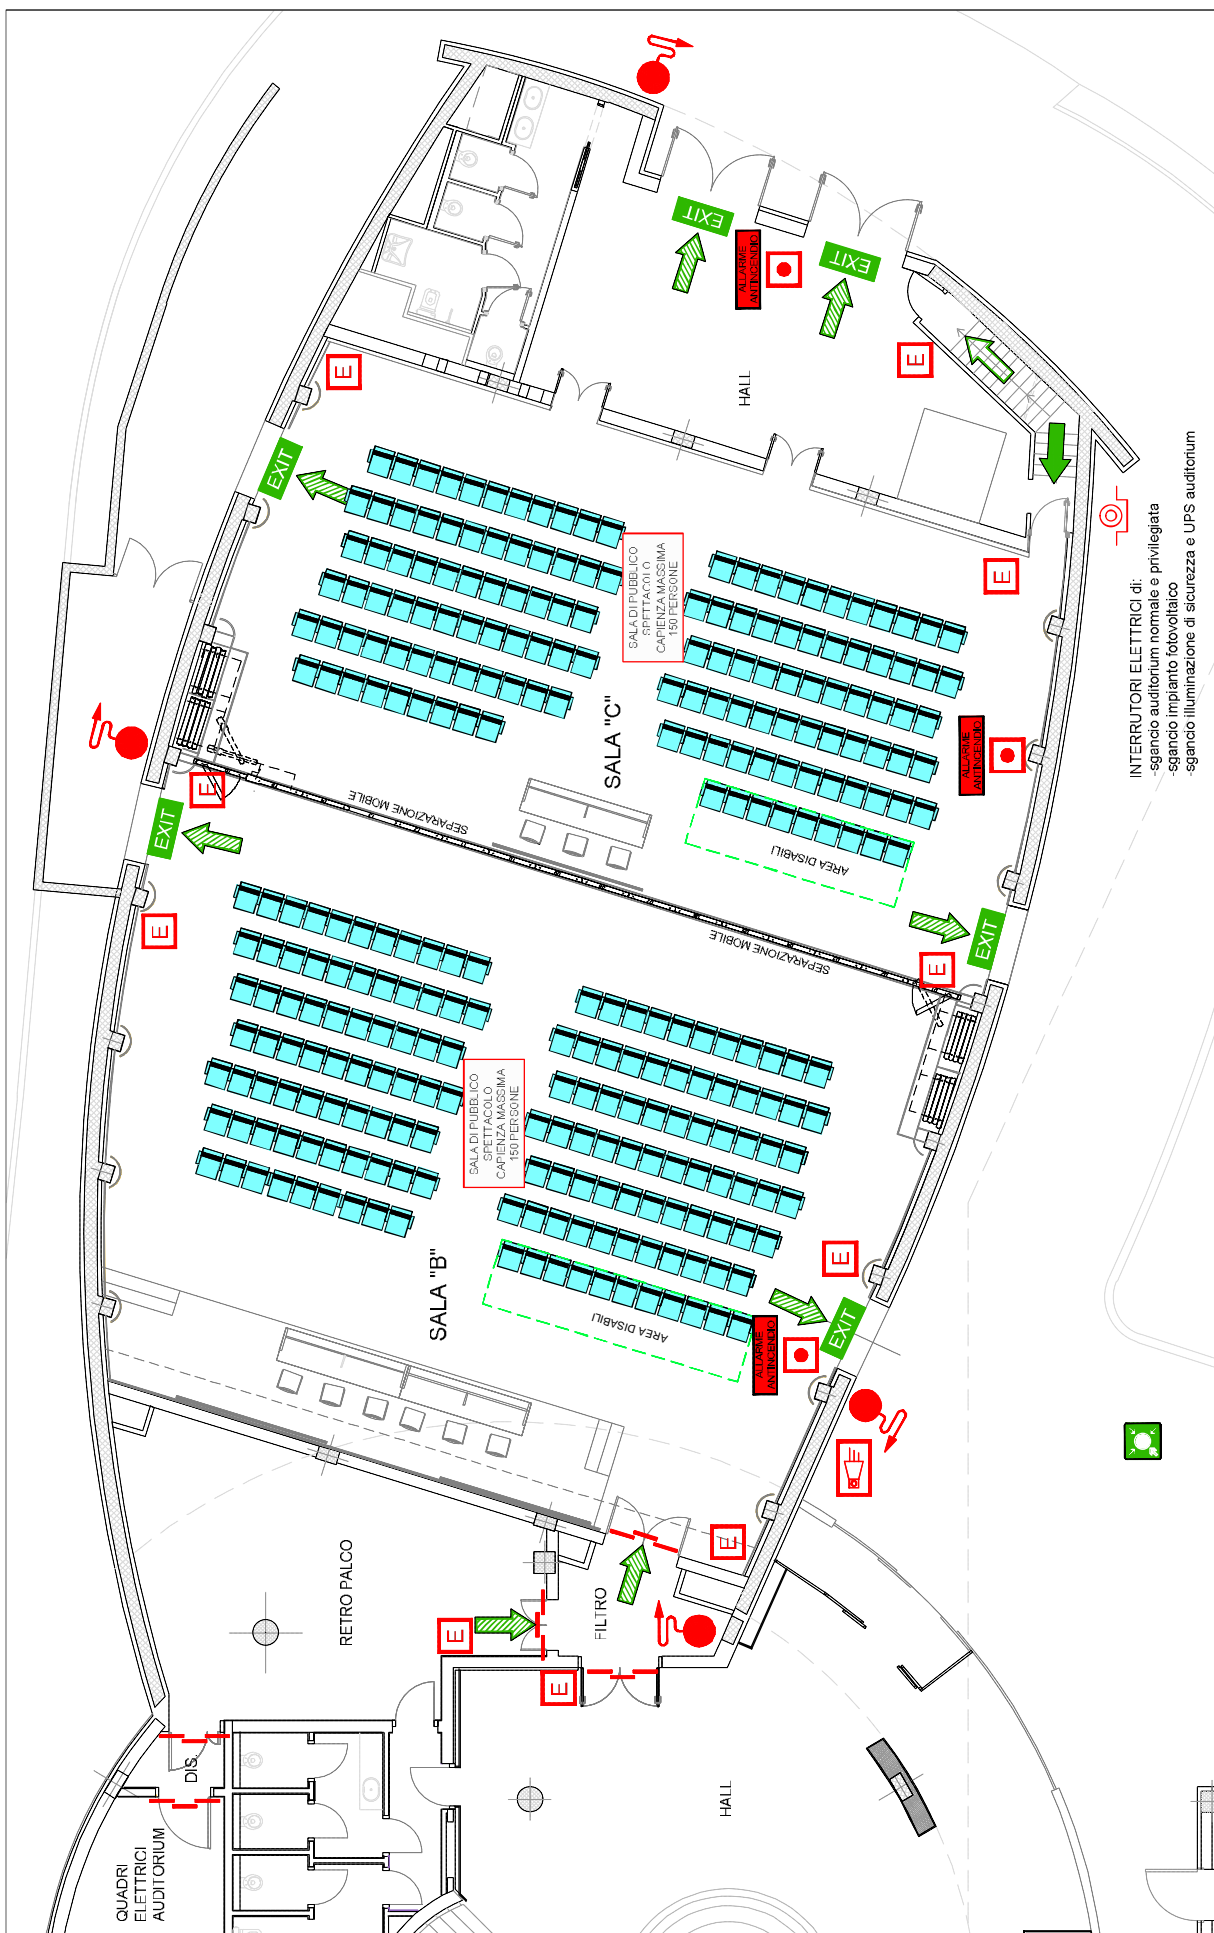 EXIT
ALLARME
ANTINCENDIO
EXIT
HALL
E
E
EXIT
E
INTERRUTORI ELETTRICI di:
-sgancio auditorium normale e privilegiata
-sgancio impianto fotovoltaico
-sgancio illuminazione di sicurezza e UPS auditorium
SALA DI PUBBLICO
SPETTACOLO
CAPIENZA MASSIMA
150 PERSONE
SALA "C"
ALLARME
ANTINCENDIO
E
EXIT
SEPARAZIONE MOBILE
AREA DISABILI
E
EXIT
SEPARAZIONE MOBILE
E
SALA DI PUBBLICO
SPETTACOLO
CAPIENZA MASSIMA
150 PERSONE
SALA "B"
E
AREA DISABILI
EXIT
ALLARME
ANTINCENDIO
E
RETRO PALCO
FILTRO
E
E
DIS.
HALL
QUADRI
ELETTRICI
AUDITORIUM